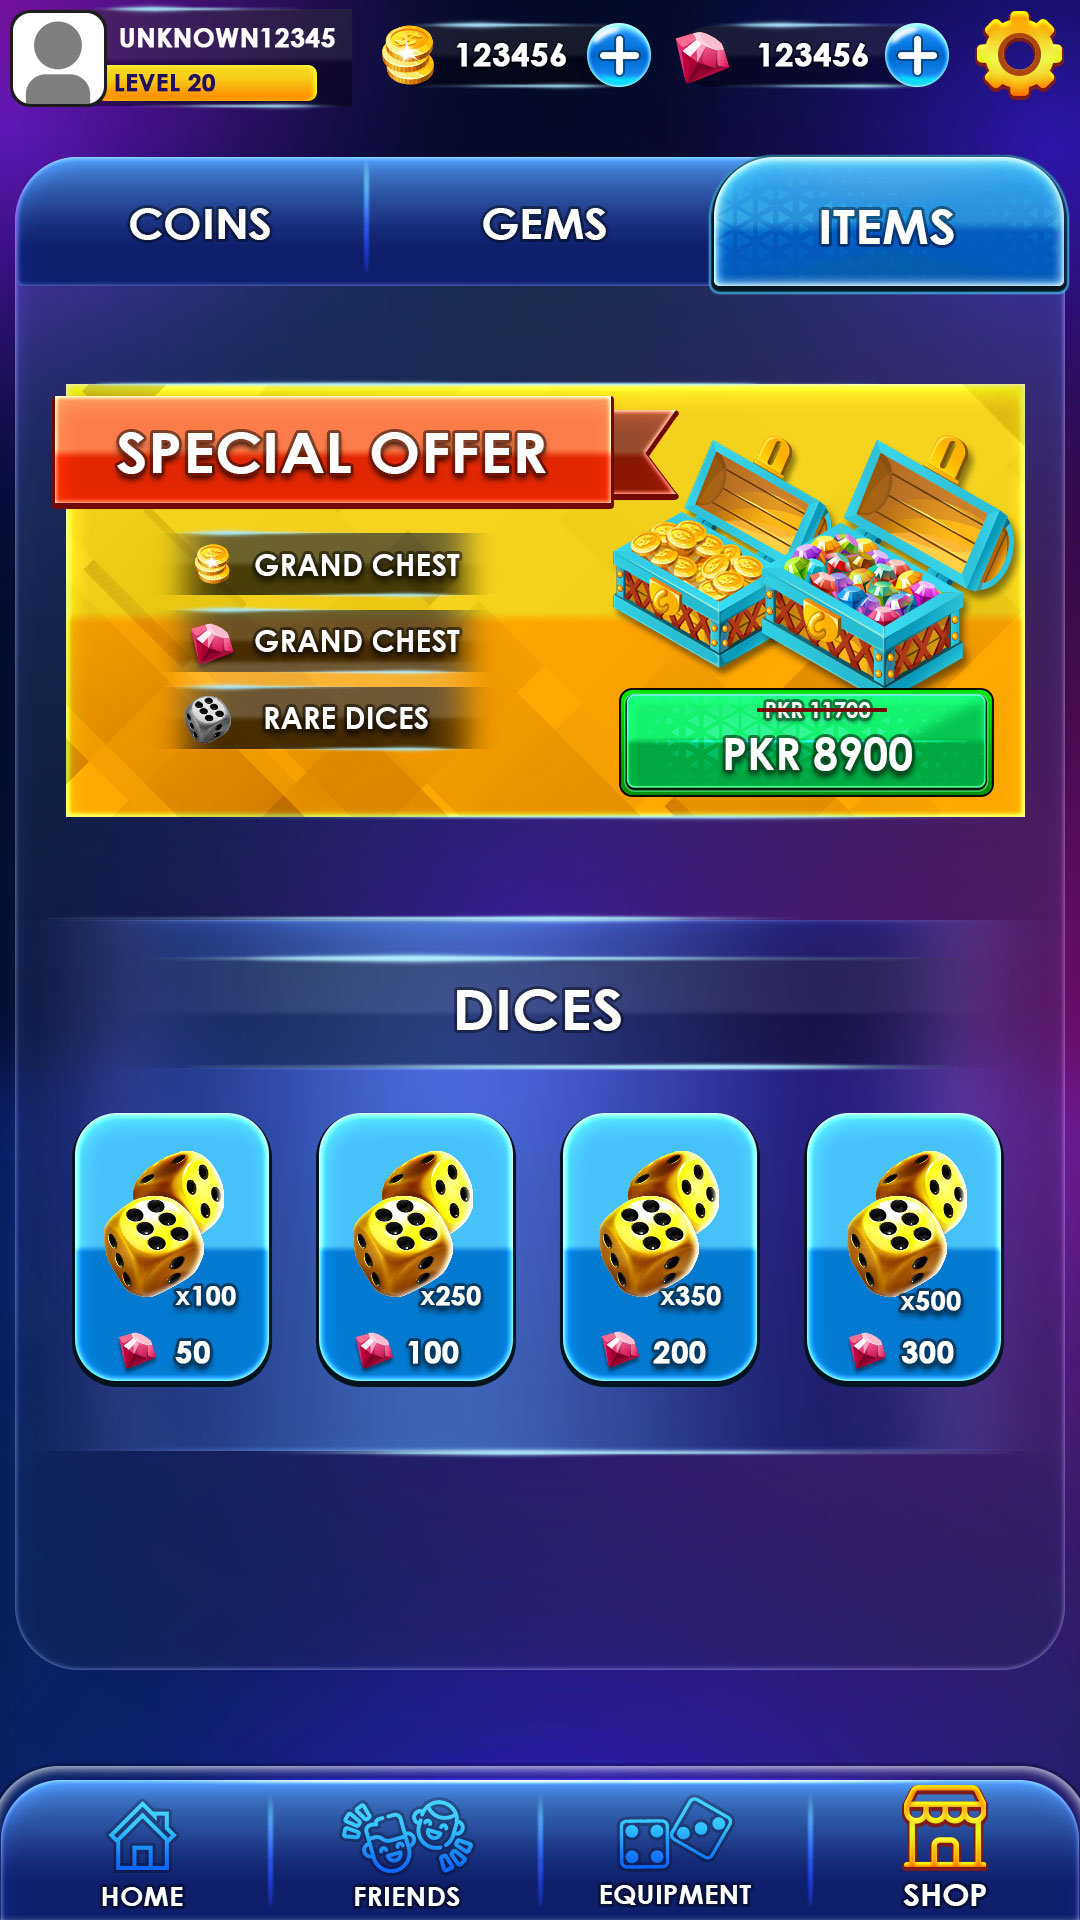 UNKNOWN12345
LEVEL 20
123456
123456
COINS
GEMS
ITEMS
SPECIAL OFFER
GRAND CHEST
GRAND CHEST
RARE DICES
PKR 11700
PKR 8900
DICES
x100
50
x250
100
x350
200
x500
300
HOME
FRIENDS
EQUIPMENT
SHOP